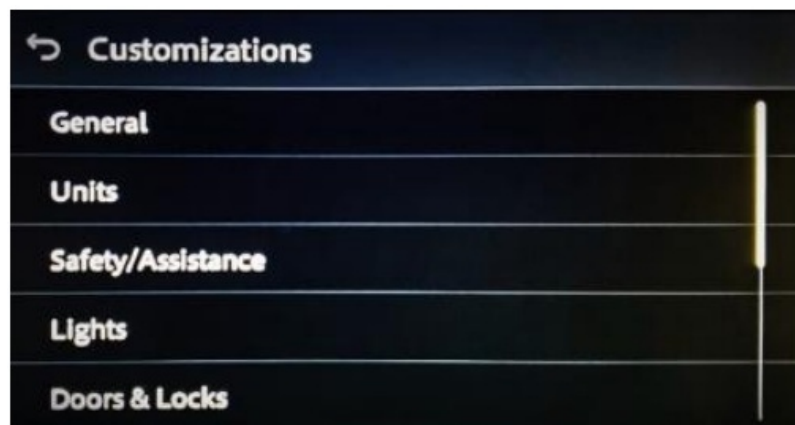 Customizations
General
Units
Safety/Assistance
Lights
Doors & Locks